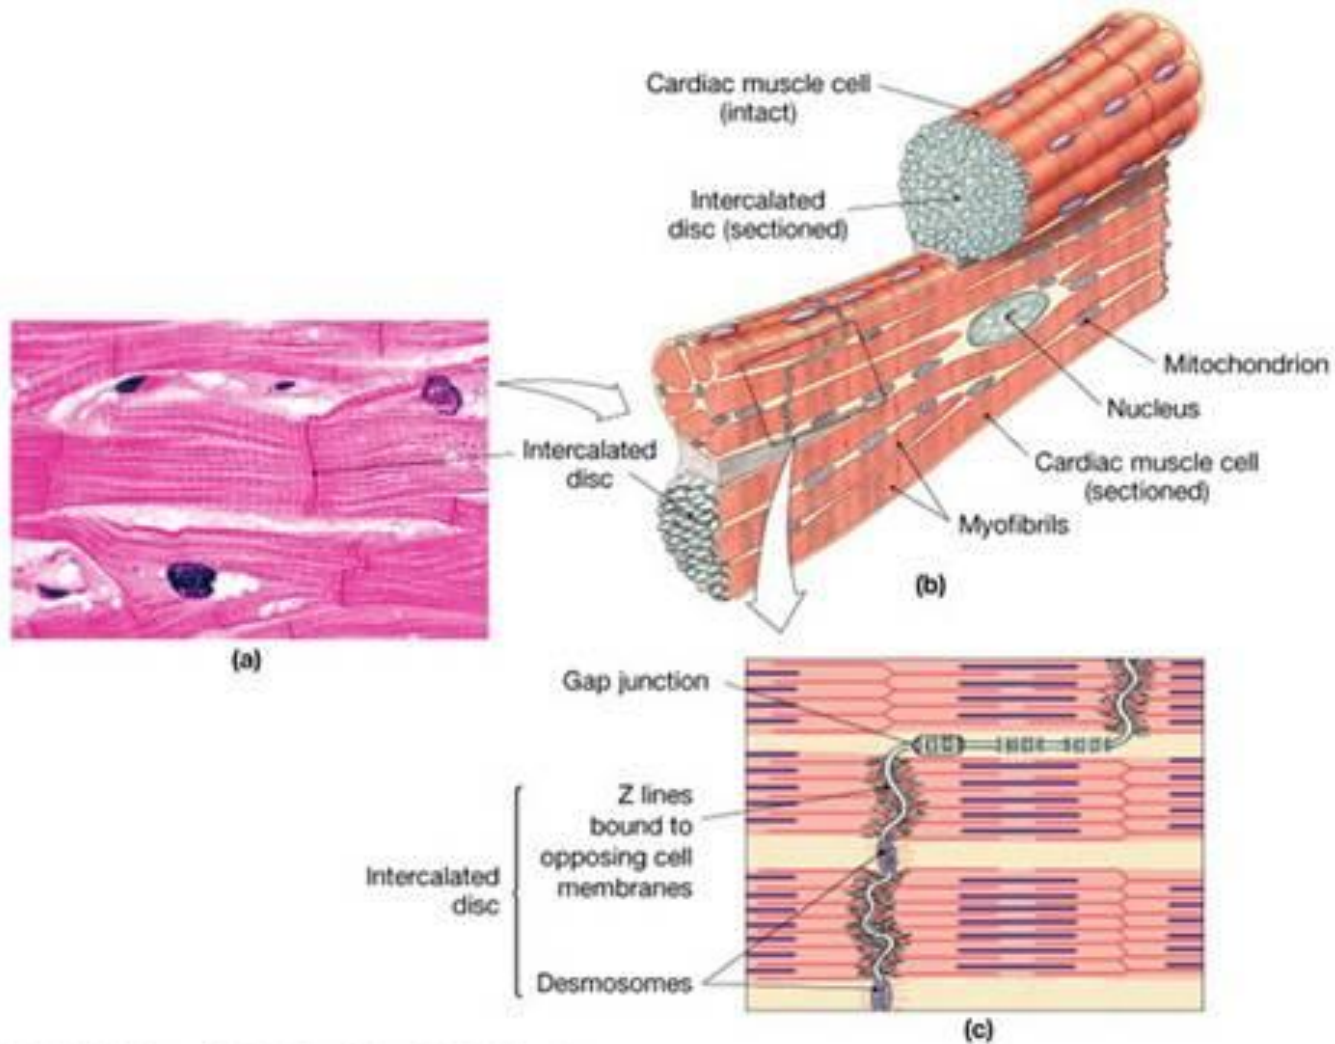 Cardiac muscle cell
(intact)
Intercalated
disc (sectioned)
Mitochondrion
Nucleus
Cardiac muscle cell
(sectioned)
Myofibrils
(b)
Intercalated
disc
(a)
Gap junction
Z lines
bound to
opposing cell
membranes
Intercalated
disc
Desmosomes
(c)